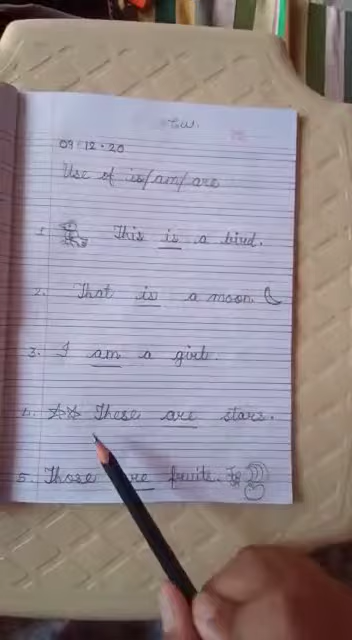 09.12.20
Use of is/am/are
1. This is a bird.
2. That is a moon
3. I am a girl.
4. These are stars.
5. Those are fruits.